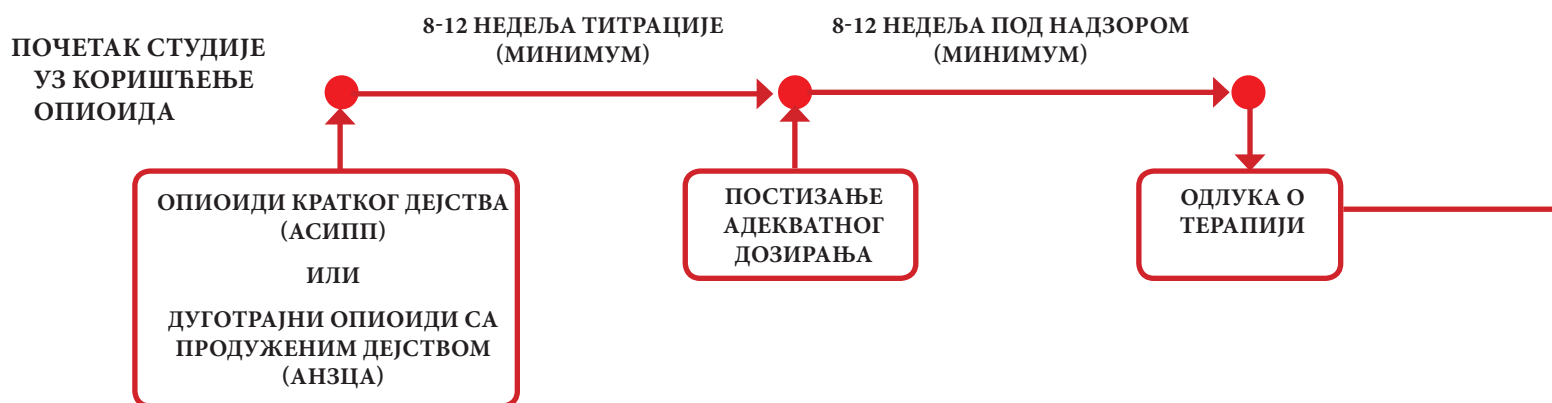 ПОЧЕТАК СТУДИЈЕ
УЗ КОРИШЋЕЊЕ
ОПИОИДА
8-12 НЕДЕЉА ТИТРАЦИЈЕ
(МИНИМУМ)
8-12 НЕДЕЉА ПОД НАДЗОРОМ
(МИНИМУМ)
ОПИОИДИ КРАТКОГ ДЕЈСТВА
(АСИПП)
ИЛИ
ДУГОТРАЈНИ ОПИОИДИ СА
ПРОДУЖЕНИМ ДЕЈСТВОМ
(АНЗЦА)
ПОСТИЗАЊЕ
АДЕКВАТНОГ
ДОЗИРАЊА
ОДЛУКА О
ТЕРАПИЈИ